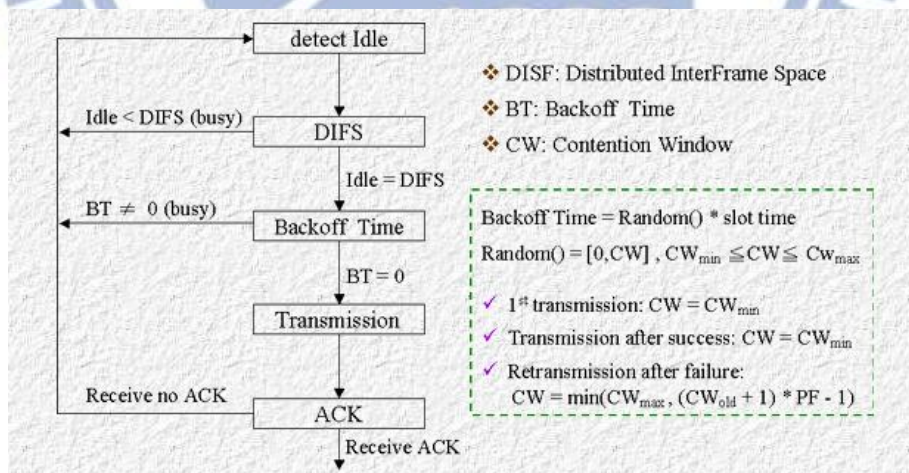 detect Idle
Idle < DIFS (busy)
DIFS
Idle = DIFS
BT ≠ 0 (busy)
Backoff Time
BT = 0
Transmission
Receive no ACK
ACK
Receive ACK
❖ DISF: Distributed InterFrame Space
❖ BT: Backoff Time
❖ CW: Contention Window
Backoff Time = Random() * slot time
Random() = [0,CW] , CWmin ≦CW≦ Cwmax
✓ 1st transmission: CW = CWmin
✓ Transmission after success: CW = CWmin
✓ Retransmission after failure:
CW = min(CWmax , (CWold + 1) * PF - 1)